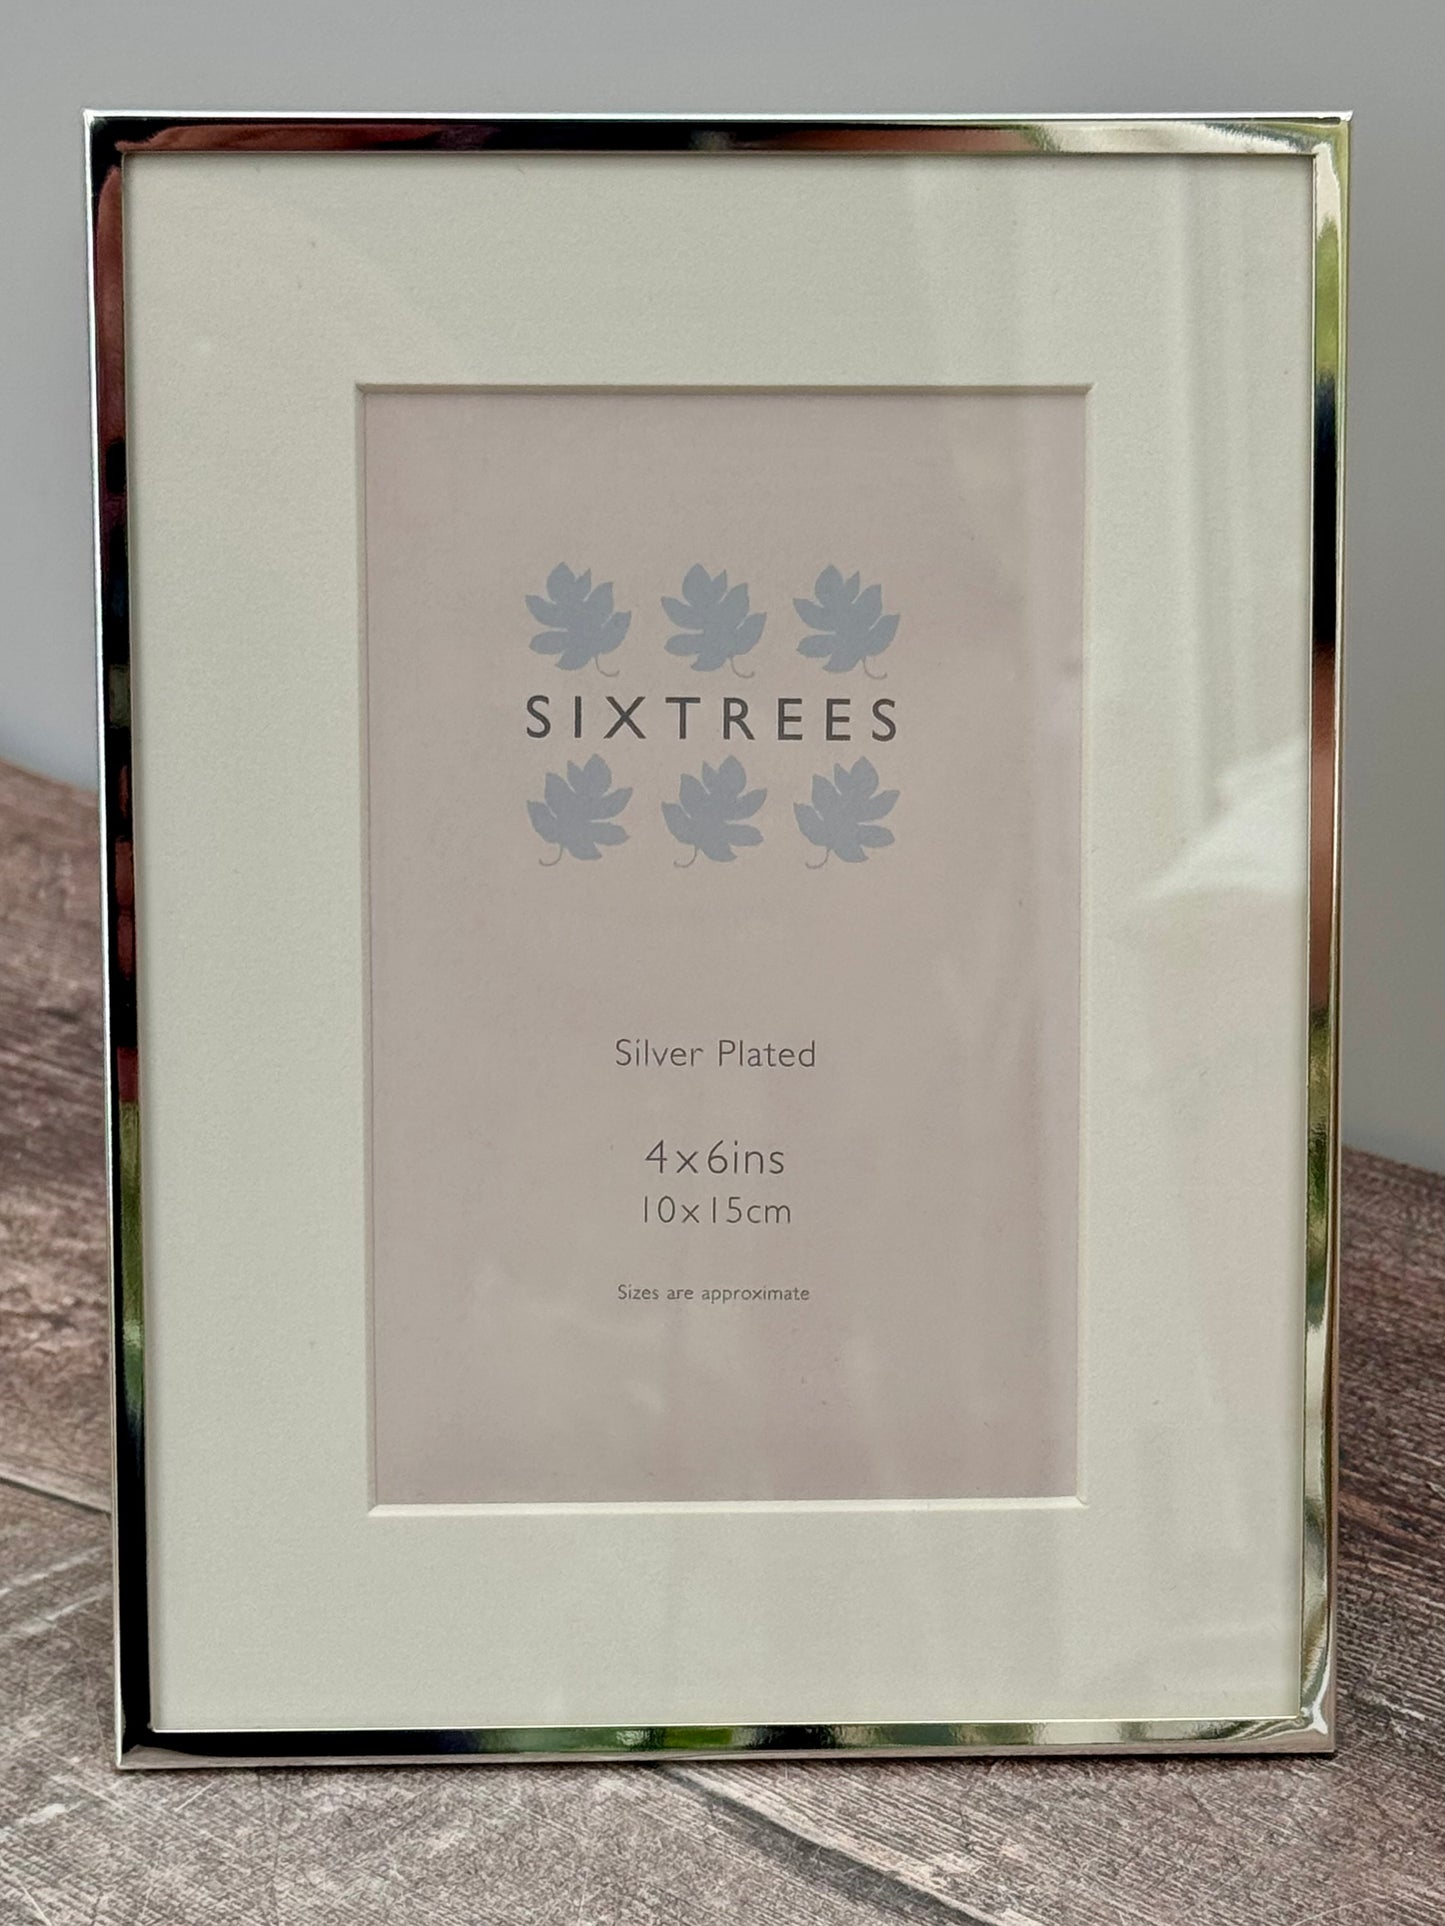 SIXTREES
Silver Plated
4x6ins
10x15cm
Sizes are approximate